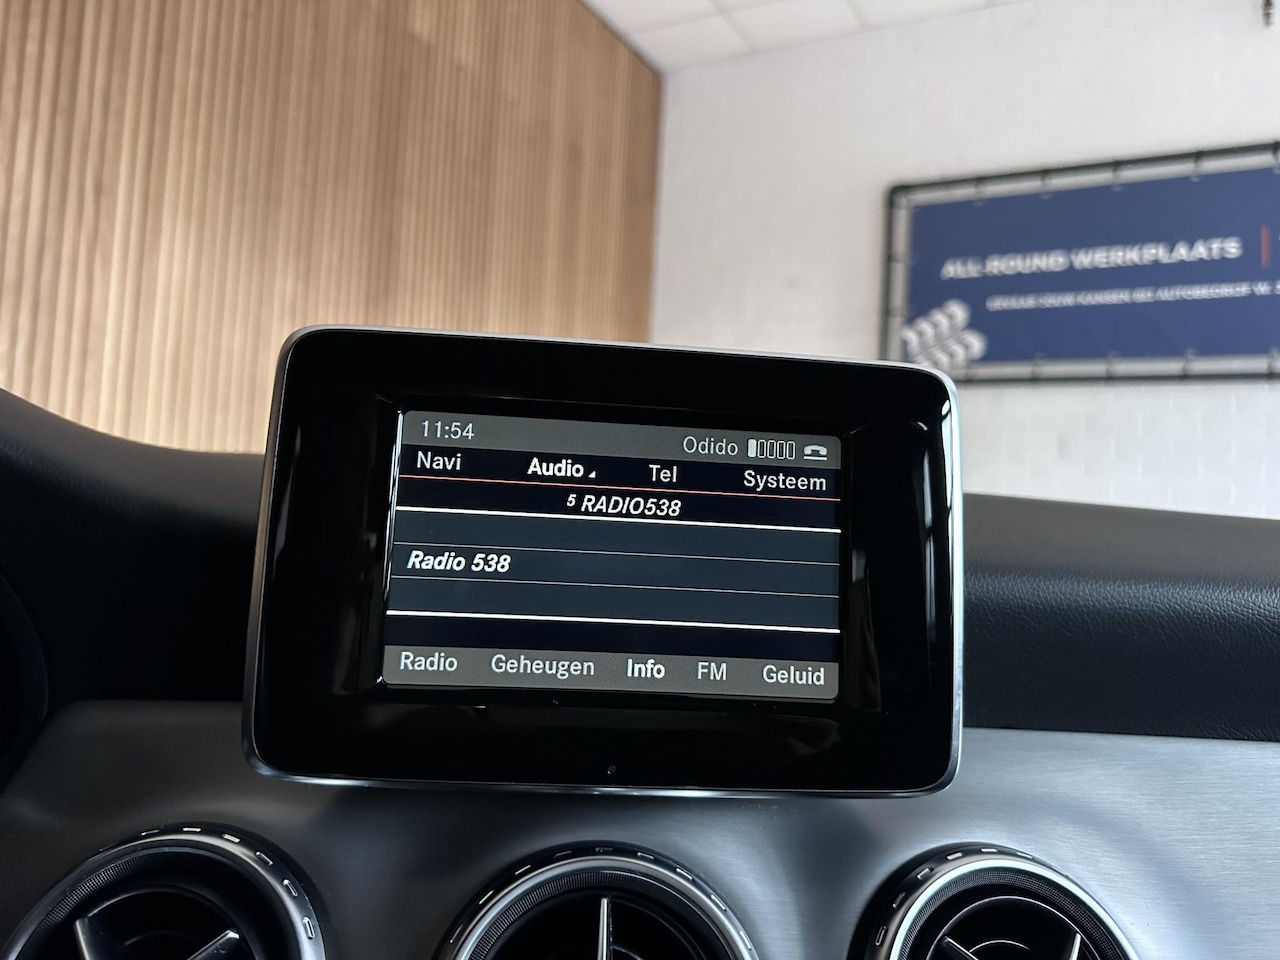 ALL-ROUND WERKPLAATS
11:54 Odido
Navi Audio Tel Systeem
5 RADIO538
Radio 538
Radio Geheugen Info FM Geluid